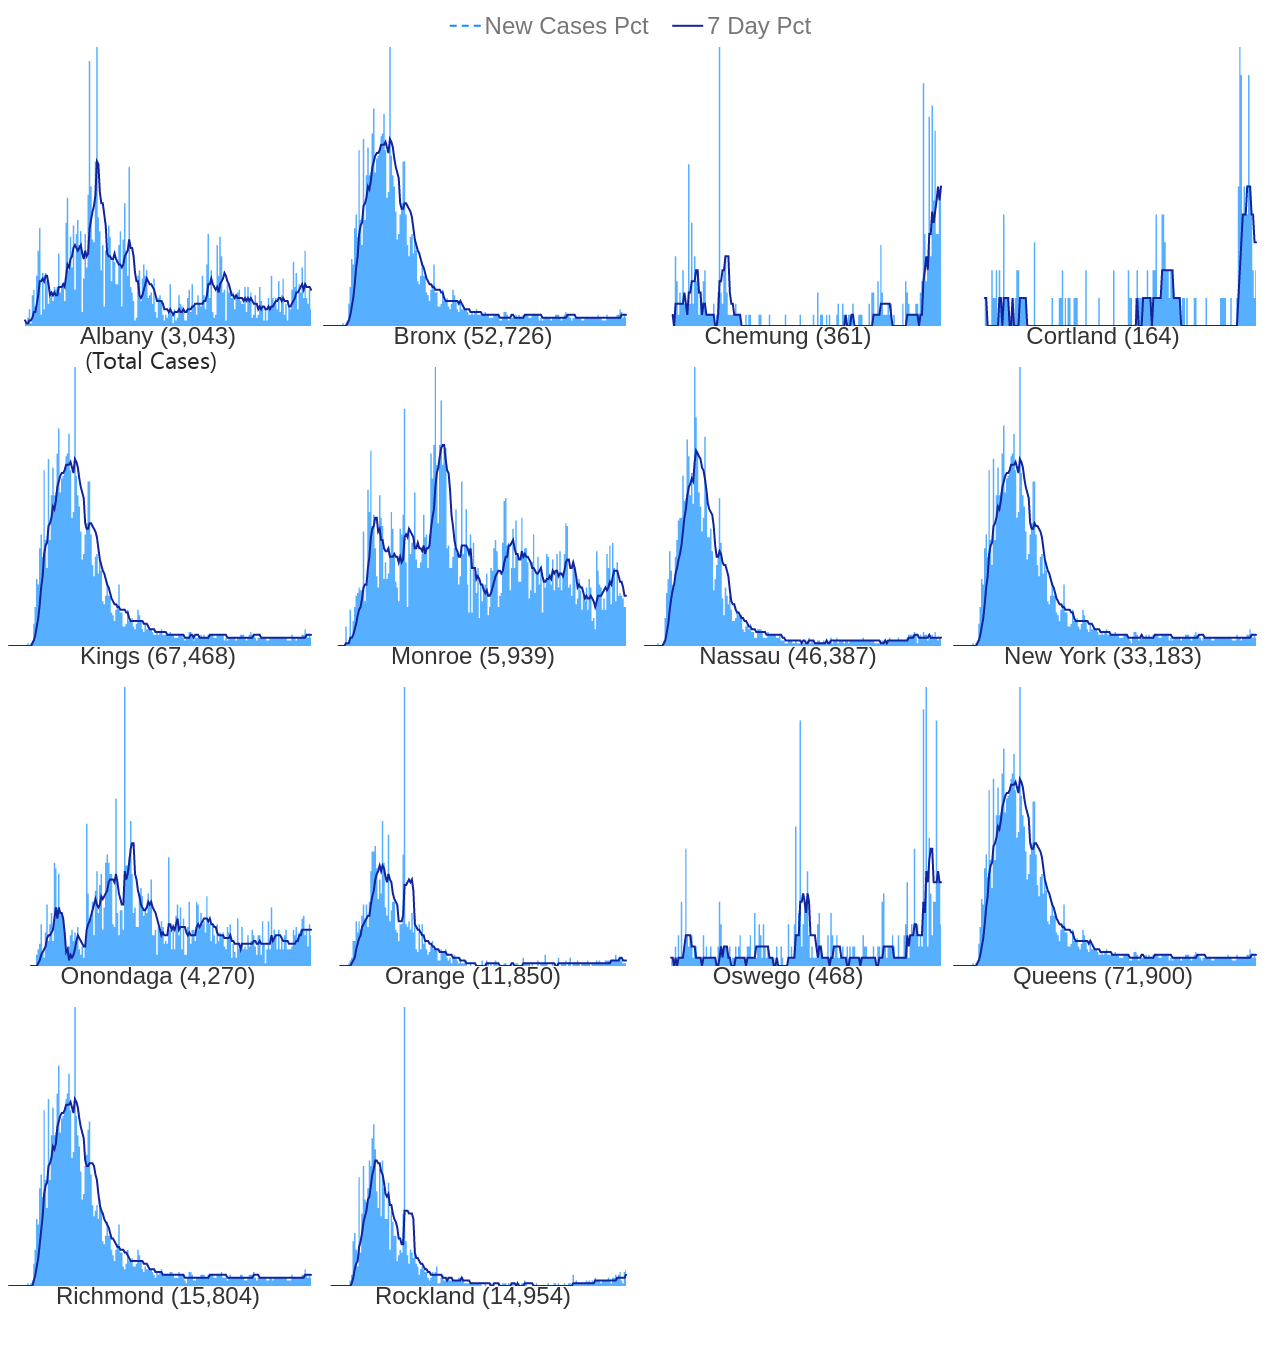 New Cases Pct 7 Day Pct
Albany (3,043) Bronx (52,726) Chemung (361) Cortland (164)
(Total Cases)
Kings (67,468) Monroe (5,939) Nassau (46,387) New York (33,183)
Onondaga (4,270) Orange (11,850) Oswego (468) Queens (71,900)
Richmond (15,804) Rockland (14,954)